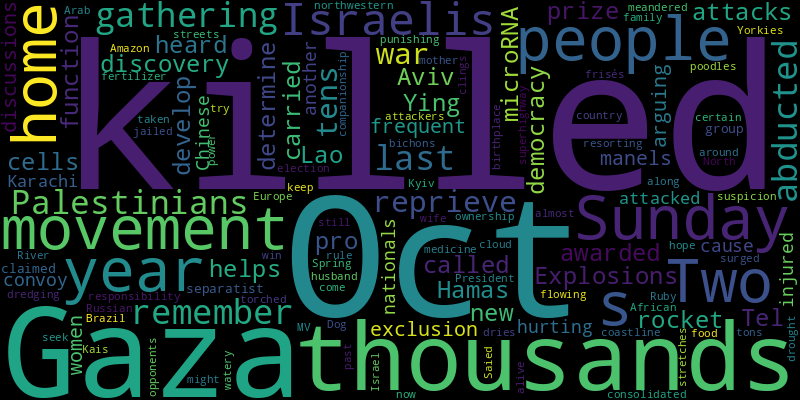 northwestern
Arab
discussions
home
function
gathering
streets
Israelis
punishing
mother
war
microRNA
people
prize
meandered
family
attacks
Yorkies
heard
discovery
Amazon
fertilizer
determine
another
tens
companionship
Aviv
Ying
clings
killed
poodles
frisés
arguing
abducted
develop
Chinese
power
try
carried
attackers
frequent
birthplace
superhighway
democracy
country
certain
group
taken
jailed
Lao
bichons
last
resorting
manels
around
North
cells
Karachi
election
keep
Kyiv
along
suspicion
attacked
Palestinians
Europe
reprieve
wife
ownership
almost
Sunday
movement
Oct
still
pro
rule
nationals
medicine
cloud
hope
cause
surged
awarded
injured
River
claimed
convoy
year
helps
win
Spring
husband
come
called
President
Hamas
Explosions
Two
separatist
flowing
s
Ruby
African
rocket
Tel
dredging
responsibility
Russian
torched
remember
Brazil
MV
Dog
exclusion
new
dries
hurting
coastline
food
tons
drought
Gaza
women
seek
Kais
opponents
might
watery
thousands
past
Israel
now
Saied
alive
stretches
consolidated